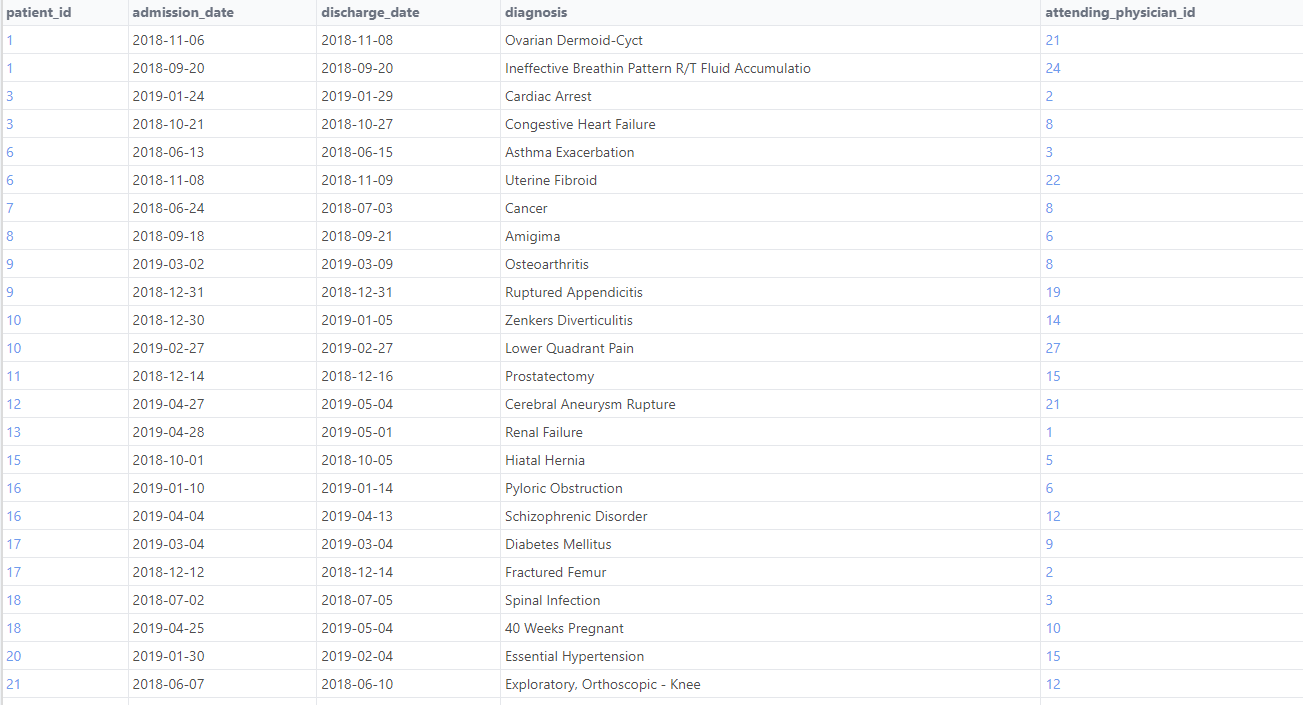 patient_id admission_date discharge_date diagnosis attending_physician_id
1 2018-11-06 2018-11-08 Ovarian Dermoid-Cyct 21
1 2018-09-20 2018-09-20 Ineffective Breathin Pattern R/T Fluid Accumulatio 24
3 2019-01-24 2019-01-29 Cardiac Arrest 2
3 2018-10-21 2018-10-27 Congestive Heart Failure 8
6 2018-06-13 2018-06-15 Asthma Exacerbation 3
6 2018-11-08 2018-11-09 Uterine Fibroid 22
7 2018-06-24 2018-07-03 Cancer 8
8 2018-09-18 2018-09-21 Amigima 6
9 2019-03-02 2019-03-09 Osteoarthritis 8
9 2018-12-31 2018-12-31 Ruptured Appendicitis 19
10 2018-12-30 2019-01-05 Zenkers Diverticulitis 14
10 2019-02-27 2019-02-27 Lower Quadrant Pain 27
11 2018-12-14 2018-12-16 Prostatectomy 15
12 2019-04-27 2019-05-04 Cerebral Aneurysm Rupture 21
13 2019-04-28 2019-05-01 Renal Failure 1
15 2018-10-01 2018-10-05 Hiatal Hernia 5
16 2019-01-10 2019-01-14 Pyloric Obstruction 6
16 2019-04-04 2019-04-13 Schizophrenic Disorder 12
17 2019-03-04 2019-03-04 Diabetes Mellitus 9
17 2018-12-12 2018-12-14 Fractured Femur 2
18 2018-07-02 2018-07-05 Spinal Infection 3
18 2019-04-25 2019-05-04 40 Weeks Pregnant 10
20 2019-01-30 2019-02-04 Essential Hypertension 15
21 2018-06-07 2018-06-10 Exploratory, Orthoscopic - Knee 12